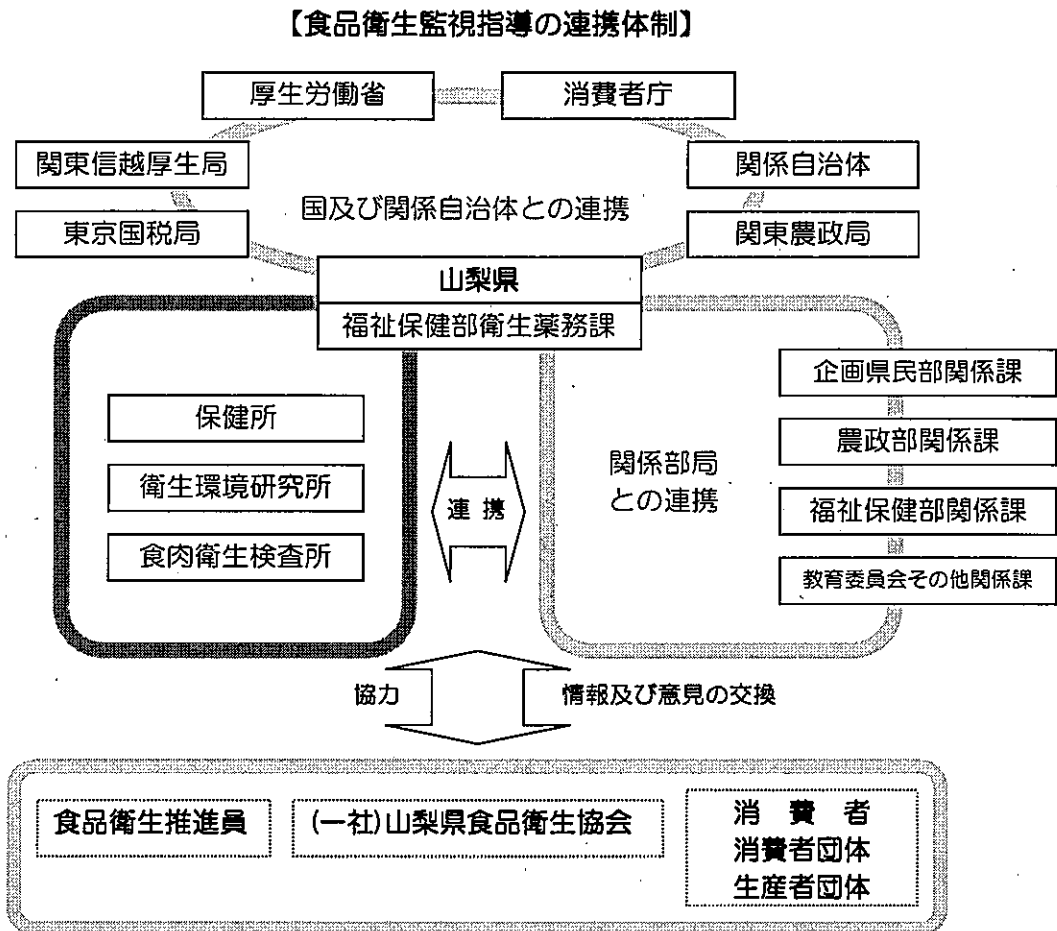 【食品衛生監視指導の連携体制】
厚生労働省
消費者庁
関東信越厚生局
関係自治体
国及び関係自治体との連携
東京国税局
関東農政局
山梨県
福祉保健部衛生薬務課
保健所
衛生環境研究所
食肉衛生検査所
連 携
関係部局
との連携
企画県民部関係課
農政部関係課
福祉保健部関係課
教育委員会その他関係課
協力
情報及び意見の交換
食品衛生推進員
(一社)山梨県食品衛生協会
消 費 者
消費者団体
生産者団体